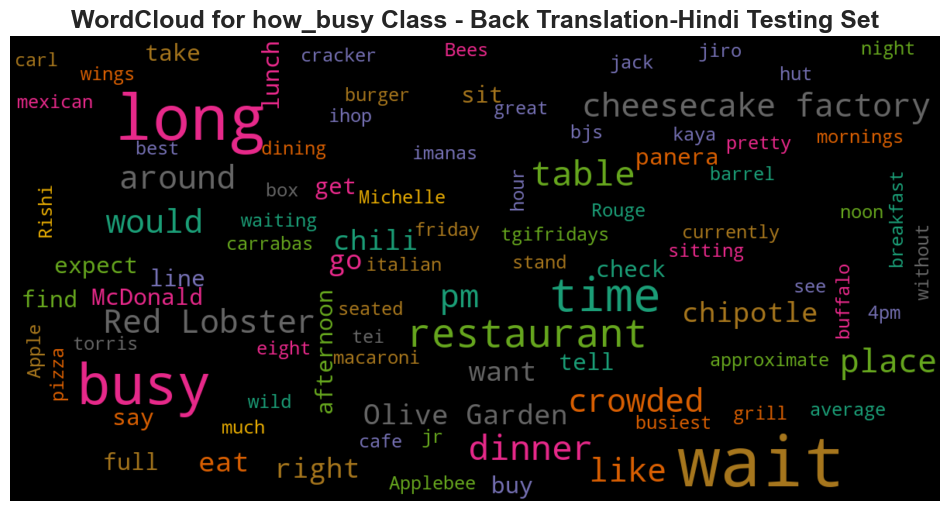 WordCloud for how_busy Class - Back Translation-Hindi Testing Set
carl
wings
take
lunch
cracker
Bees
jack
jiro
night
hut
mexican
long
burger
ihop
sit
great
cheesecake factory
best
dining
imanas
bjs
kaya
pretty
mornings
panera
around
box
get
Michelle
hour
table
barrel
Rishi
would
waiting
carrabas
chili
friday
Rouge
noon
breakfast
tgifridays
currently
sitting
without
expect
line
go
italian
stand
check
see
buffalo
find
McDonald
seated
pm
time
chipotle
4pm
Red Lobster
afternoon
restaurant
Apple
torris
eight
tei
macaroni
approximate
place
pizza
busy
want
tell
say
wild
much
Olive Garden
crowded
busiest
grill
average
full
eat
right
cafe
jr
dinner
like
wait
Applebee
buy